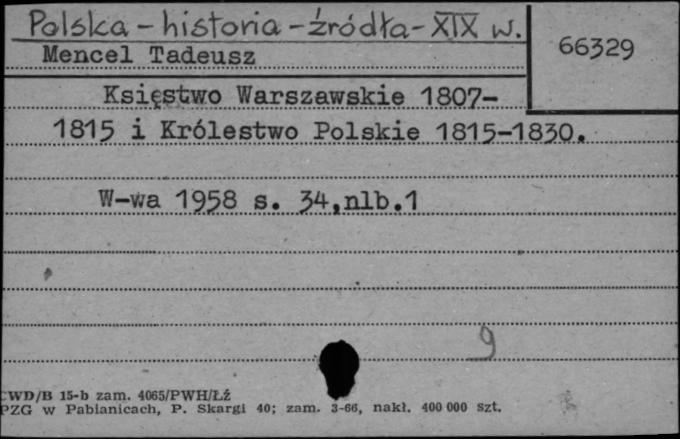 Polska - historia - źródła - XIX w.
66329
Mencel Tadeusz
Księstwo Warszawskie 1807-
1815 i Królestwo Polskie 1815-1830.
W-wa 1958 s. 34,nlb.1
9
CWD/B 15-b zam. 4065/PWH/Łź
PZG w Pabianicach, P. Skargi 40; zam. 3-66, nakł. 400 000 szt.